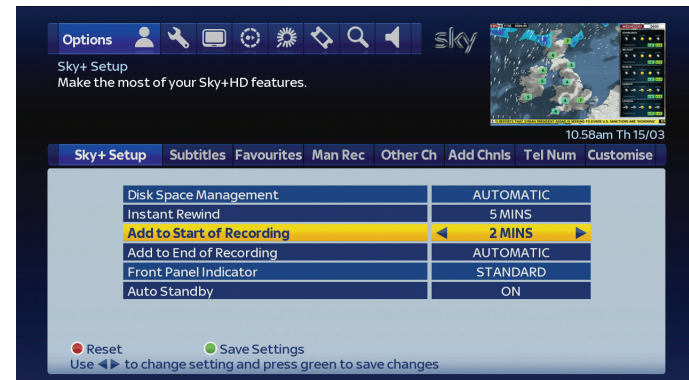 Options
sky
Sky+ Setup
Make the most of your Sky+HD features.
10.58am Th 15/03
Sky+ Setup Subtitles Favourites Man Rec Other Ch Add Chnls Tel Num Customise
Disk Space Management AUTOMATIC
Instant Rewind 5 MINS
Add to Start of Recording 2 MINS
Add to End of Recording AUTOMATIC
Front Panel Indicator STANDARD
Auto Standby ON
Reset Save Settings
Use ◀ ▶ to change setting and press green to save changes